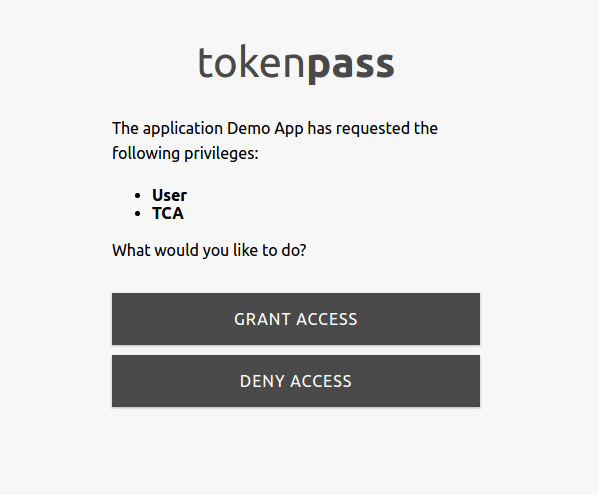 tokenpass
The application Demo App has requested the
following privileges:
User
TCA
What would you like to do?
GRANT ACCESS
DENY ACCESS